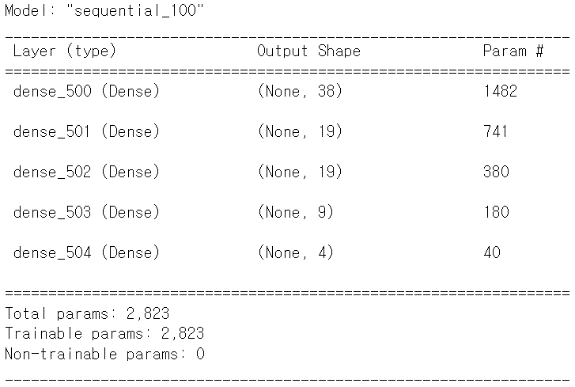 Model: "sequential_100"
_________________________________________________________________
Layer (type)                Output Shape              Param #
=================================================================
dense_500 (Dense)           (None, 38)                1482
dense_501 (Dense)           (None, 19)                741
dense_502 (Dense)           (None, 19)                380
dense_503 (Dense)           (None, 9)                 180
dense_504 (Dense)           (None, 4)                 40
=================================================================
Total params: 2,823
Trainable params: 2,823
Non-trainable params: 0
_________________________________________________________________